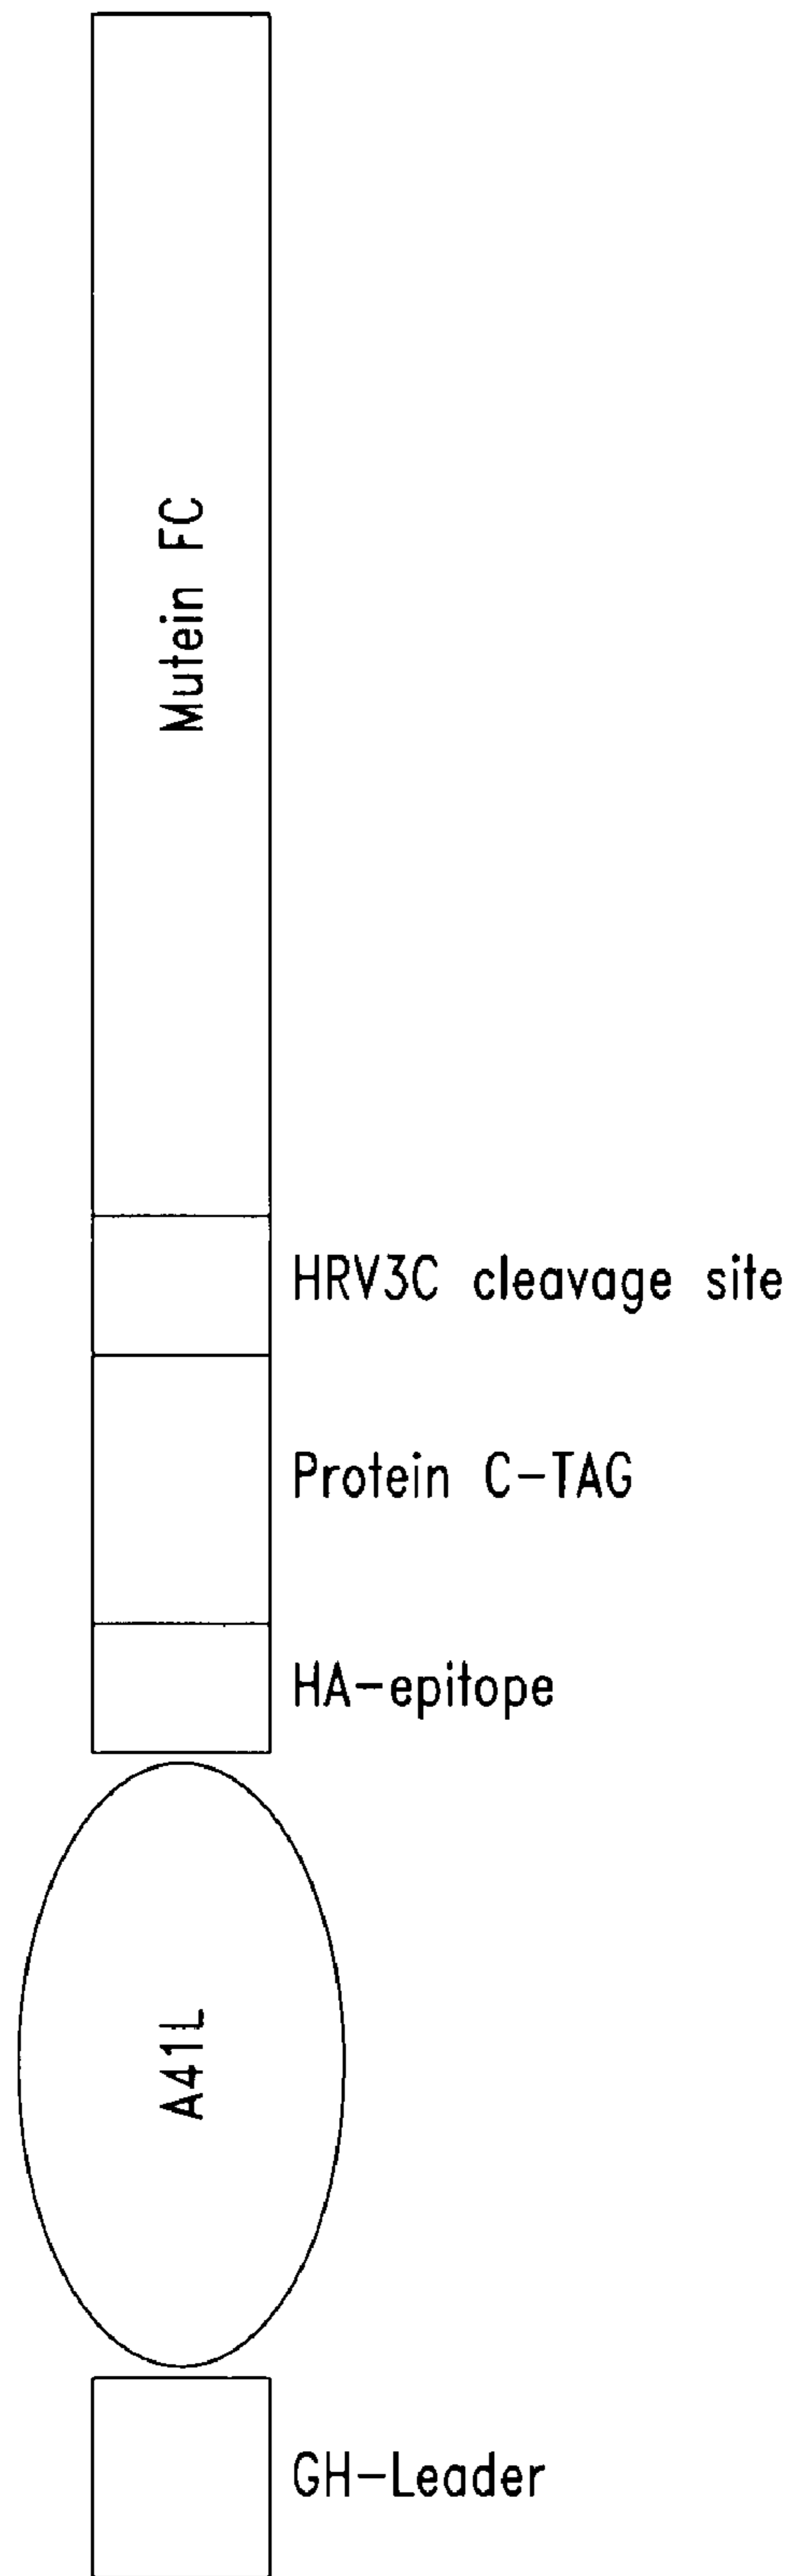 Mutein FC
HRV3C cleavage site
Protein C-TAG
HA-epitope
A41L
GH-Leader